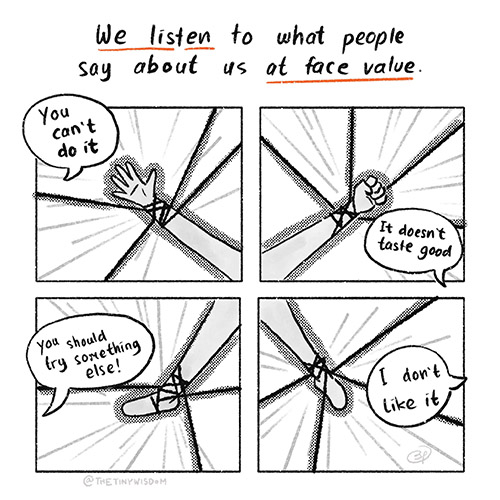 We listen to what people
say about us at face value.
You
can't
do it
It doesn't
taste good
you should
try something
else!
I don't
like it
@THETINYWISDOM